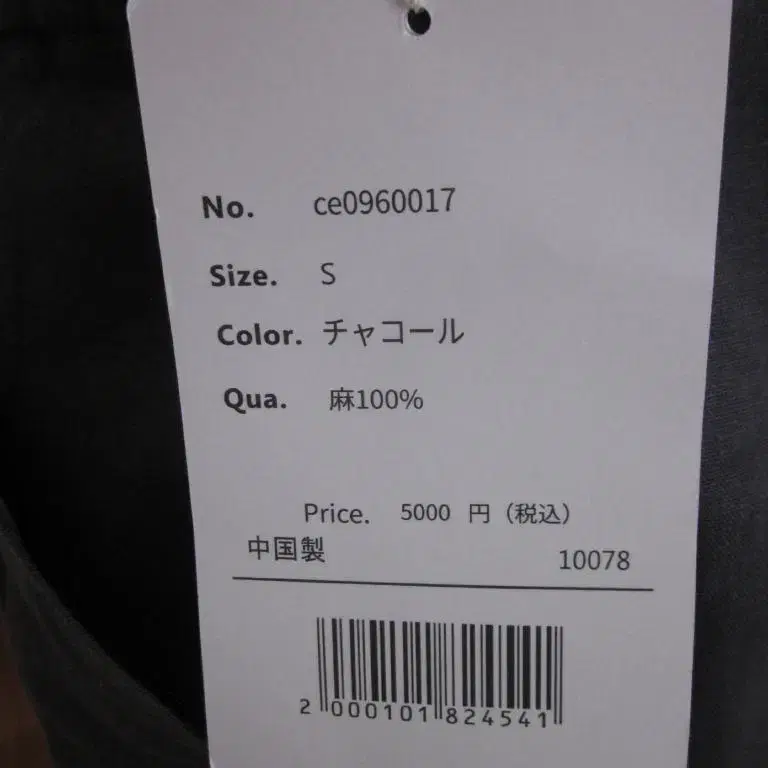 No. ce0960017
Size. S
Color. チャコール
Qua. 麻100%
Price. 5000 円（税込）
中国製 10078
2 000101 824541